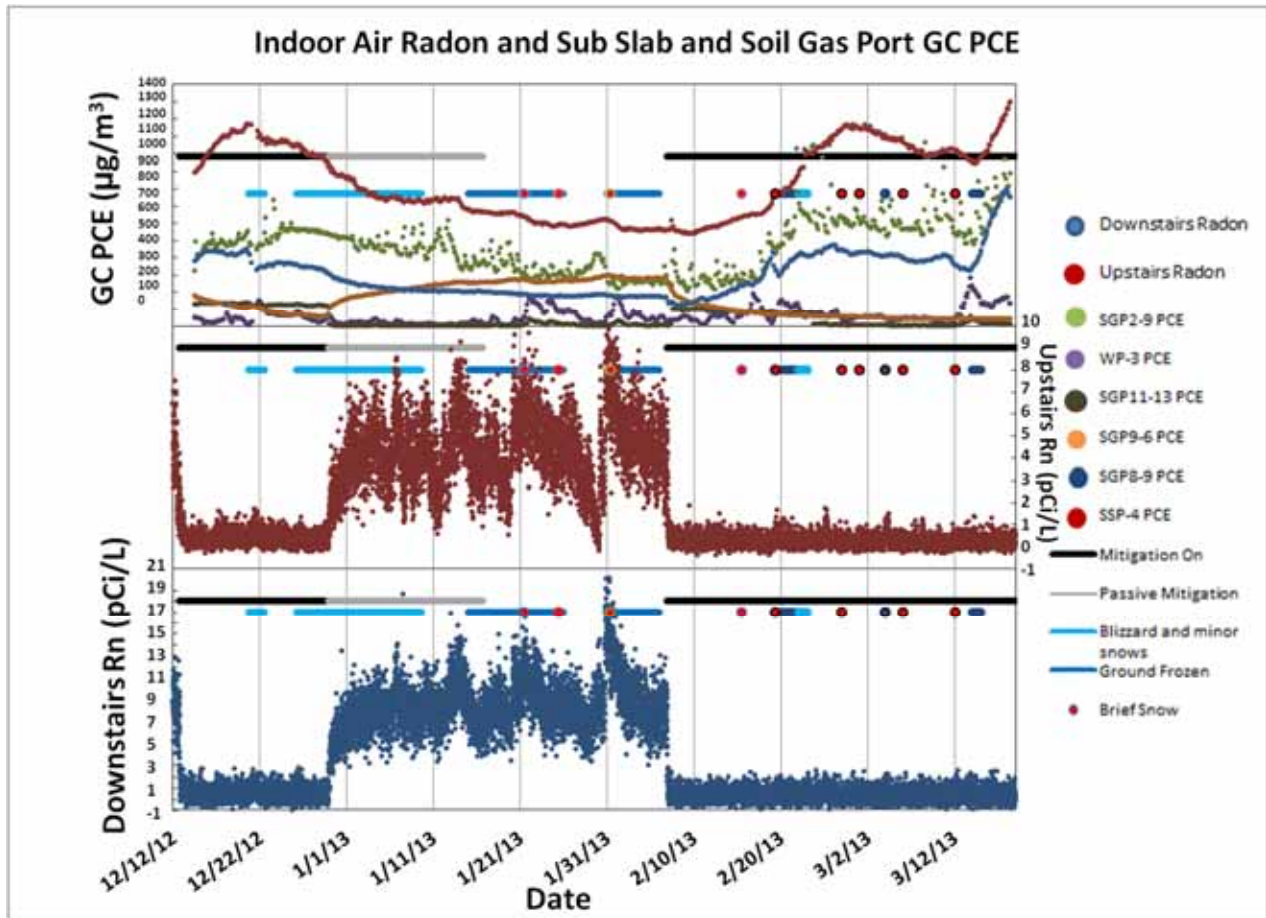 Indoor Air Radon and Sub Slab and Soil Gas Port GC PCE
GC PCE (µg/m³)
1400
1300
1200
1100
1000
900
800
700
600
500
400
300
200
100
0
10
9
8
7
6
5
4
3
2
1
0
-1
Upstairs Rn (pCi/L)
Downstairs Rn (pCi/L)
21
19
17
15
13
11
9
7
5
3
1
-1
12/12/12
12/22/12
1/1/13
1/11/13
1/21/13
1/31/13
2/10/13
2/20/13
3/2/13
3/12/13
Date
Downstairs Radon
Upstairs Radon
SGP2-9 PCE
WP-3 PCE
SGP11-13 PCE
SGP9-6 PCE
SGP8-9 PCE
SSP-4 PCE
Mitigation On
Passive Mitigation
Blizzard and minor
snows
Ground Frozen
Brief Snow